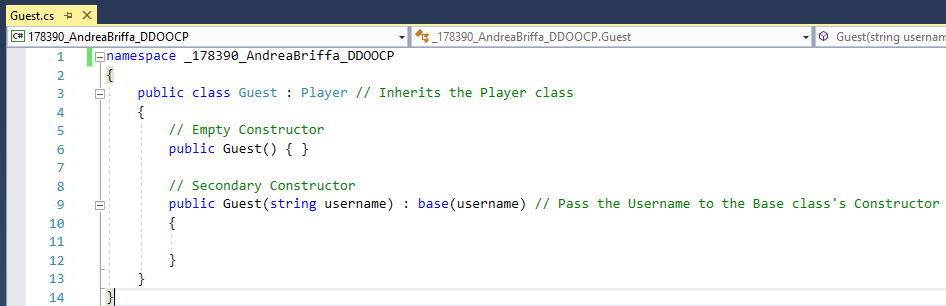 Guest.cs
C# 178390_AndreaBriffa_DDOOCP _178390_AndreaBriffa_DDOOCP.Guest Guest(string usernam
1 namespace _178390_AndreaBriffa_DDOOCP
2 {
3 public class Guest : Player // Inherits the Player class
4 {
5 // Empty Constructor
6 public Guest() { }
7
8 // Secondary Constructor
9 public Guest(string username) : base(username) // Pass the Username to the Base class's Constructor
10 {
11
12 }
13 }
14 }